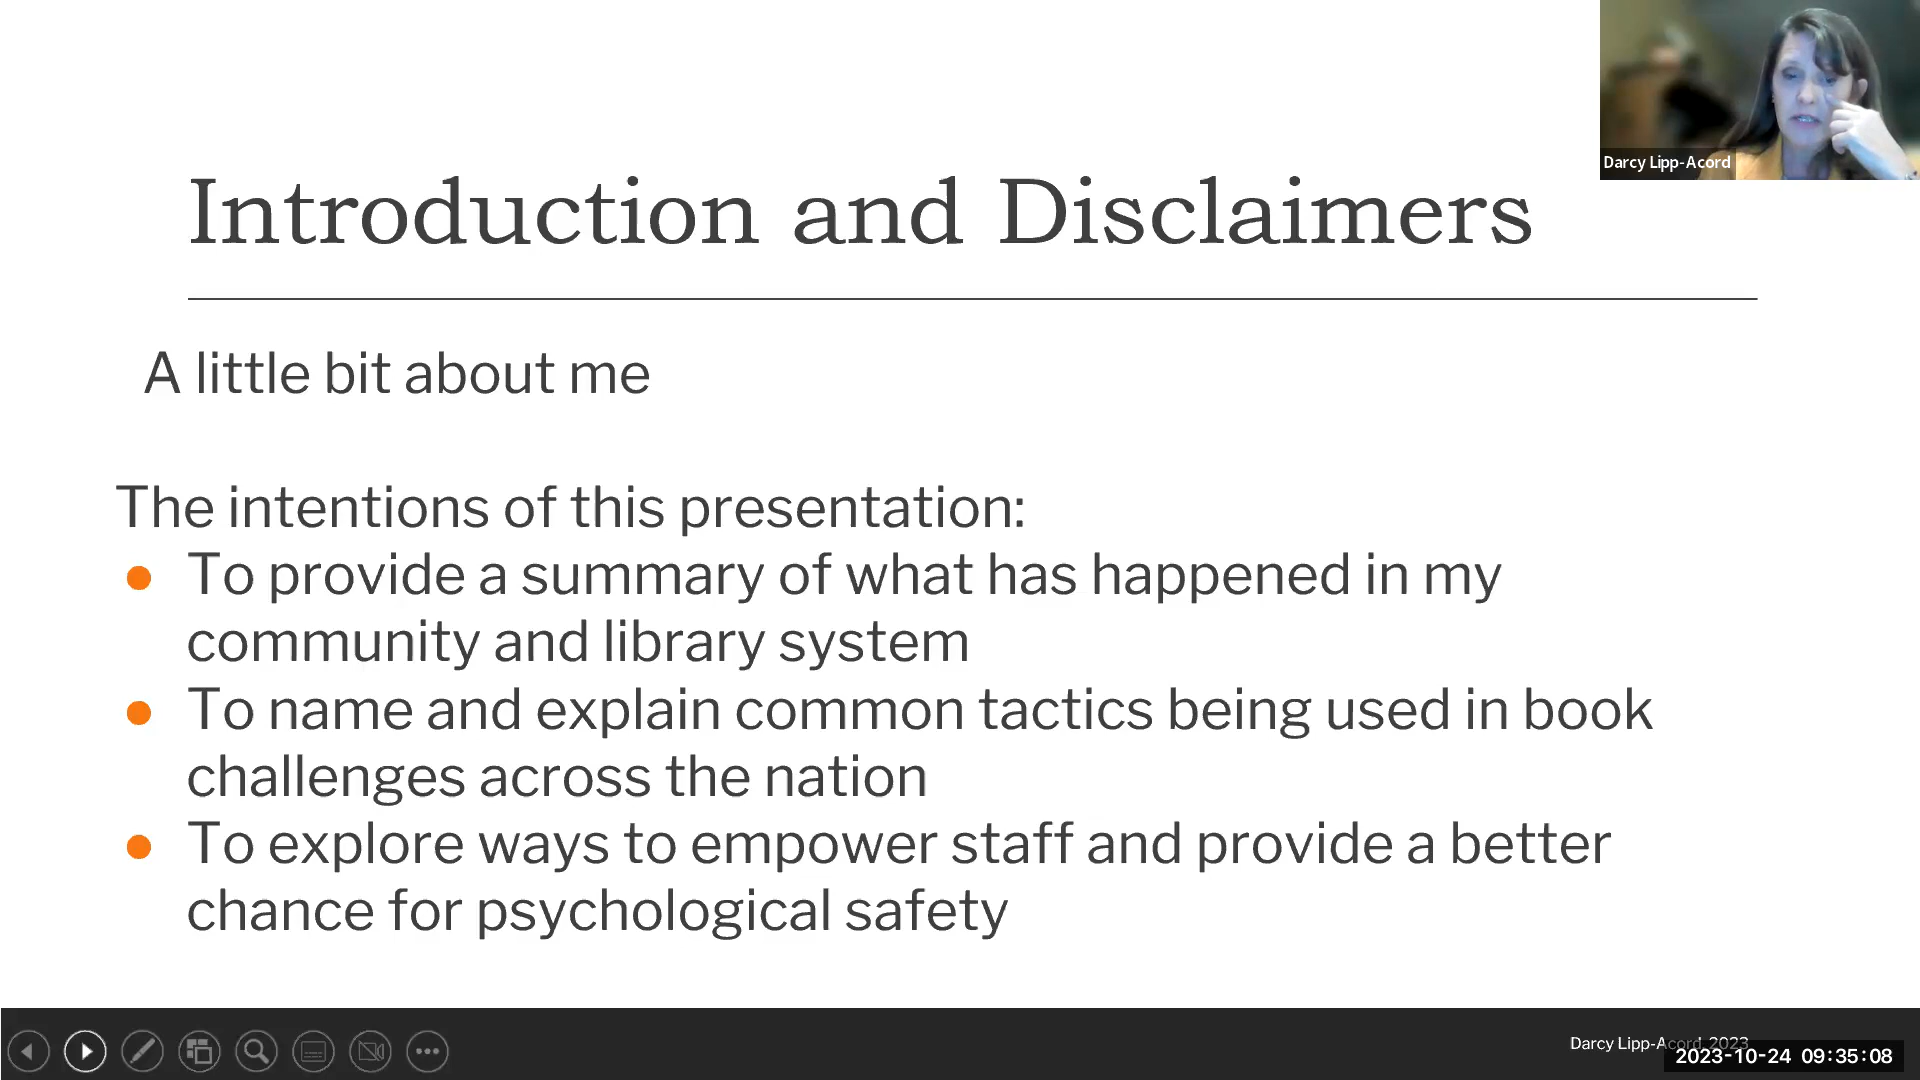 Darcy Lipp-Acord
Introduction and Disclaimers
A little bit about me
The intentions of this presentation:
● To provide a summary of what has happened in my
community and library system
● To name and explain common tactics being used in book
challenges across the nation
● To explore ways to empower staff and provide a better
chance for psychological safety
Darcy Lipp-Acord, 2023
2023-10-24 09:35:08